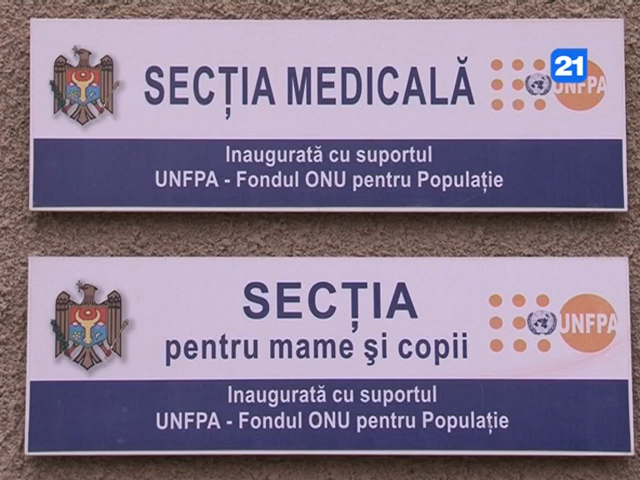 21
SECȚIA MEDICALĂ
UNFPA
Inaugurată cu suportul
UNFPA - Fondul ONU pentru Populație
SECȚIA
pentru mame şi copii
UNFPA
Inaugurată cu suportul
UNFPA - Fondul ONU pentru Populație